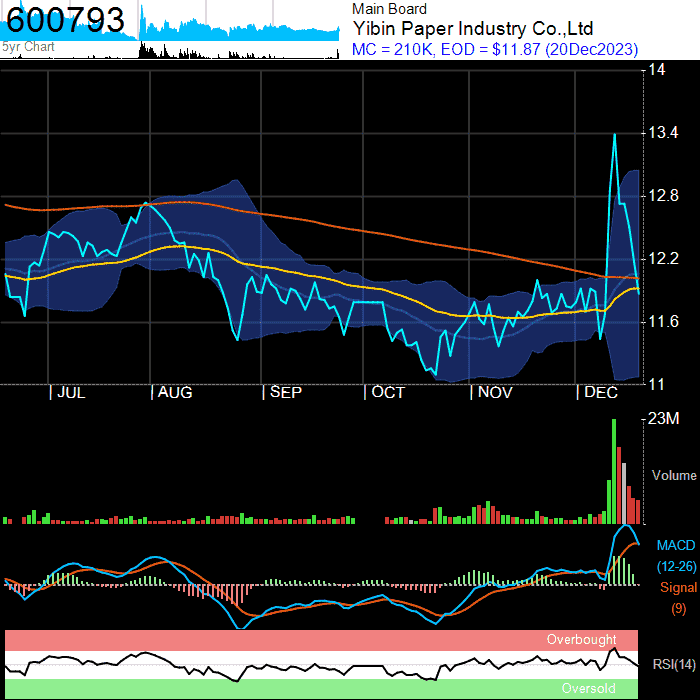 600793
5yr Chart
Main Board
Yibin Paper Industry Co.,Ltd
MC = 210K, EOD = $11.87 (20Dec2023)
14
13.4
12.8
12.2
11.6
11
JUL
AUG
SEP
OCT
NOV
DEC
23M
Volume
MACD
(12-26)
Signal
(9)
Overbought
RSI(14)
Oversold